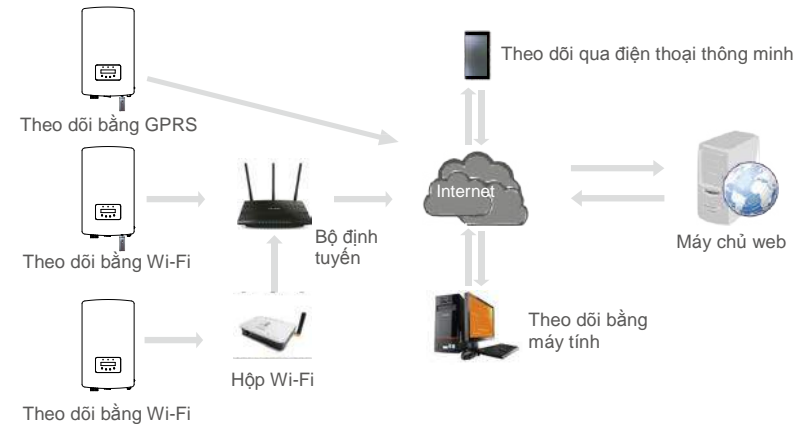 Theo dõi qua điện thoại thông minh
Theo dõi bằng GPRS
Internet
Bộ định
tuyến
Máy chủ web
Theo dõi bằng Wi-Fi
Theo dõi bằng
máy tính
Hộp Wi-Fi
Theo dõi bằng Wi-Fi